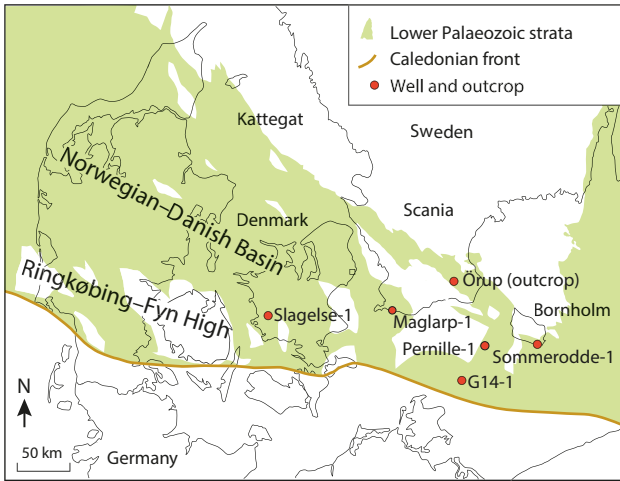 Lower Palaeozoic strata
Caledonian front
Well and outcrop
Kattegat
Sweden
Norwegian–Danish Basin
Denmark
Scania
Ringkøbing–Fyn High
Örup (outcrop)
Slagelse-1
Maglarp-1
Bornholm
Pernille-1
Sommerodde-1
G14-1
N
50 km
Germany